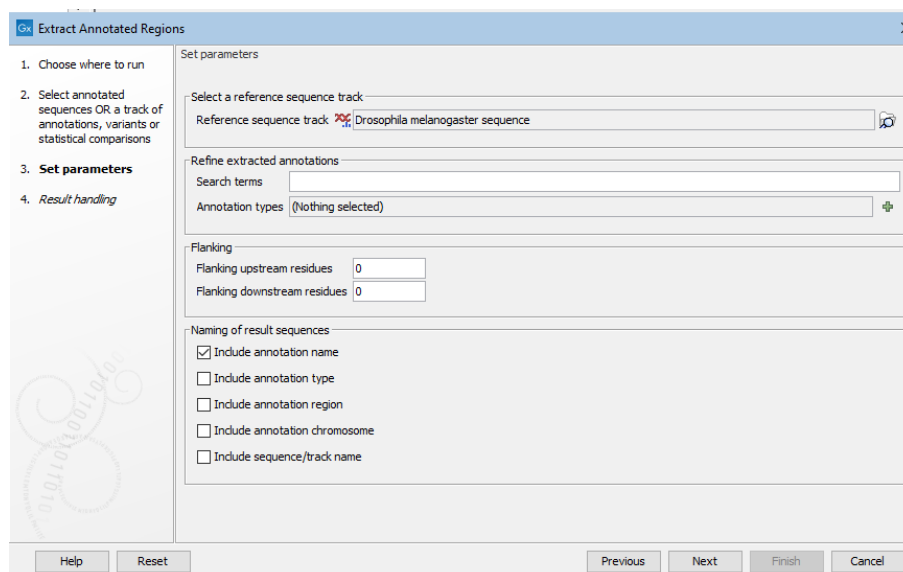 Gx Extract Annotated Regions
1. Choose where to run
2. Select annotated
sequences OR a track of
annotations, variants or
statistical comparisons
3. Set parameters
4. Result handling
Set parameters
Select a reference sequence track
Reference sequence track Drosophila melanogaster sequence
Refine extracted annotations
Search terms
Annotation types (Nothing selected)
Flanking
Flanking upstream residues 0
Flanking downstream residues 0
Naming of result sequences
Include annotation name
Include annotation type
Include annotation region
Include annotation chromosome
Include sequence/track name
Help Reset Previous Next Finish Cancel